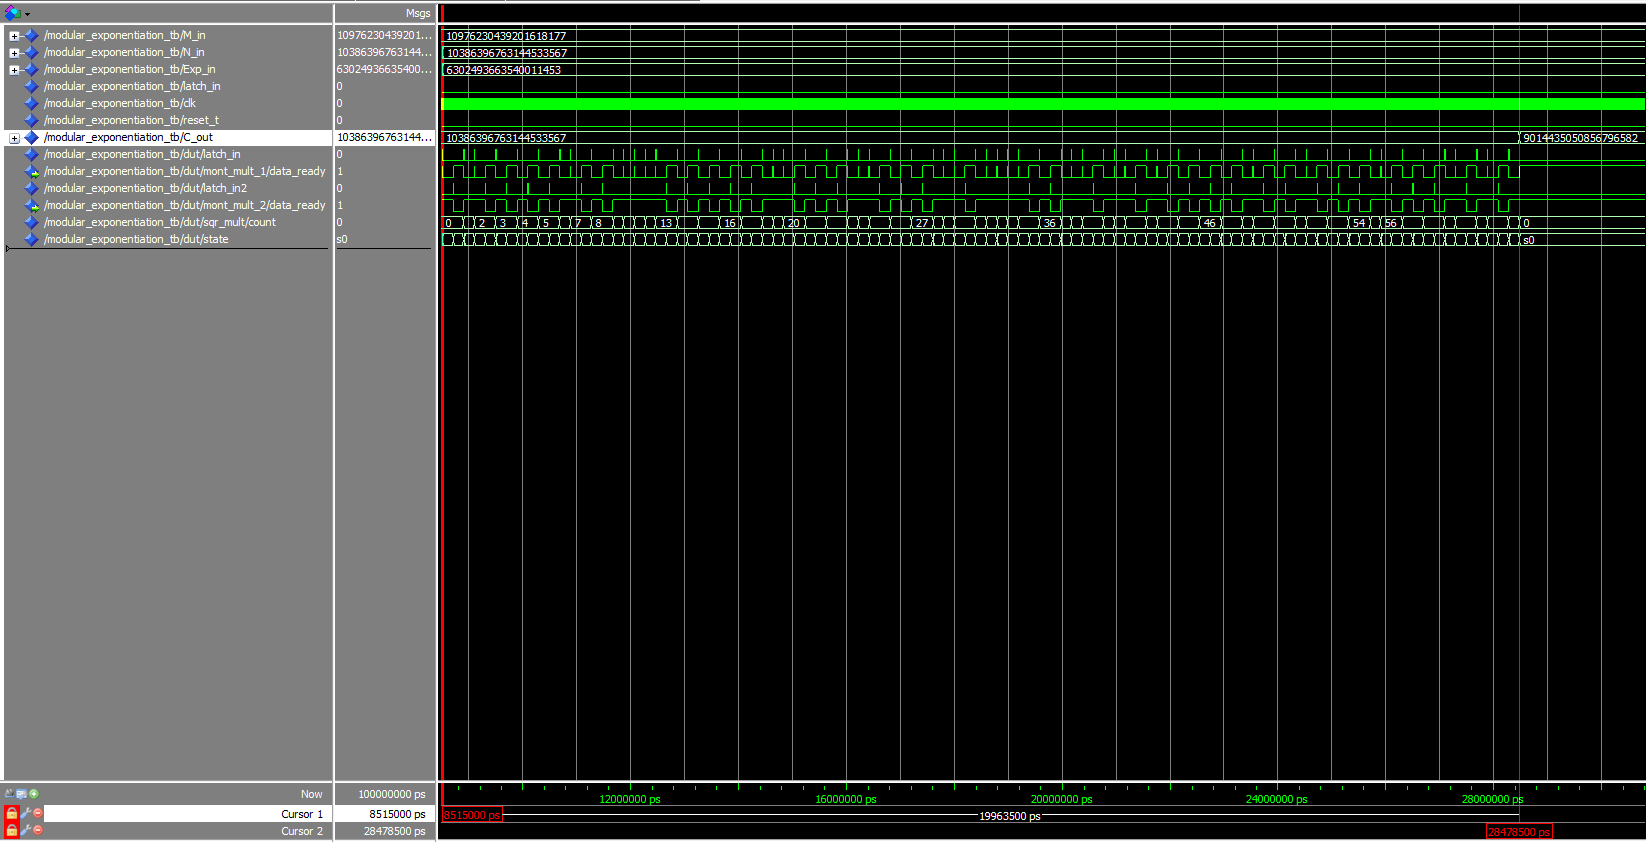 Msgs
/modular_exponentiation_tb/M_in 10976230439201... 10976230439201618177
/modular_exponentiation_tb/N_in 10386396763144... 10386396763144533567
/modular_exponentiation_tb/Exp_in 63024936635400... 6302493663540011453
/modular_exponentiation_tb/latch_in 0
/modular_exponentiation_tb/clk 0
/modular_exponentiation_tb/reset_t 0
/modular_exponentiation_tb/C_out 10386396763144... 10386396763144533567 9014435050856796582
/modular_exponentiation_tb/dut/latch_in 0
/modular_exponentiation_tb/dut/mont_mult_1/data_ready 1
/modular_exponentiation_tb/dut/latch_in2 0
/modular_exponentiation_tb/dut/mont_mult_2/data_ready 1
/modular_exponentiation_tb/dut/sqr_mult/count 0 0 2 3 4 5 7 8 13 16 20 27 36 46 54 56 0
/modular_exponentiation_tb/dut/state s0 s0
Now 100000000 ps 12000000 ps 16000000 ps 20000000 ps 24000000 ps 28000000 ps
Cursor 1 8515000 ps 8515000 ps 19963500 ps
Cursor 2 28478500 ps 28478500 ps